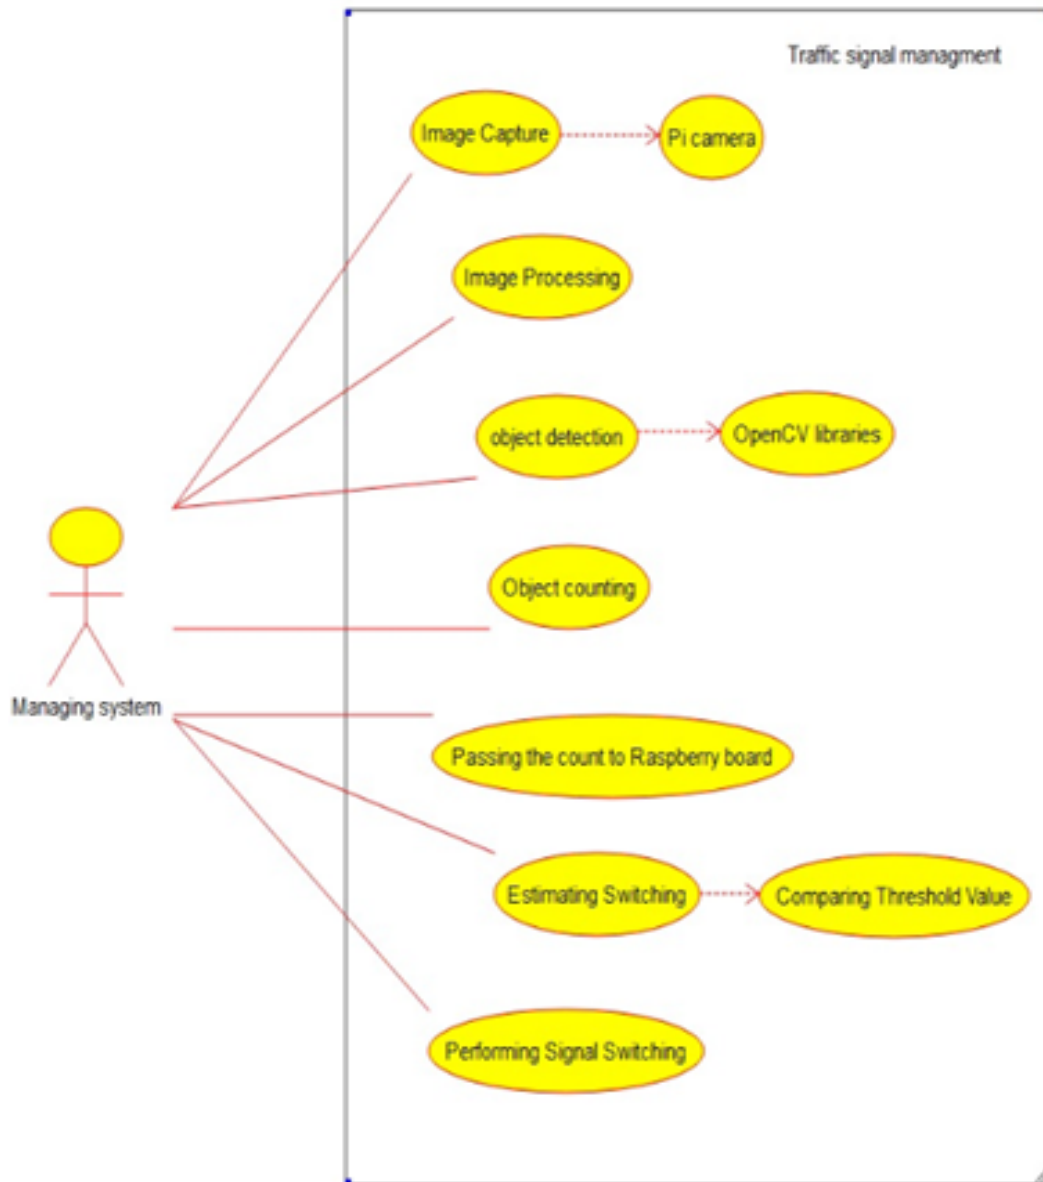 Traffic signal managment
Image Capture
Pi camera
Image Processing
object detection
OpenCV libraries
Object counting
Managing system
Passing the count to Raspberry board
Estimating Switching
Comparing Threshold Value
Performing Signal Switching